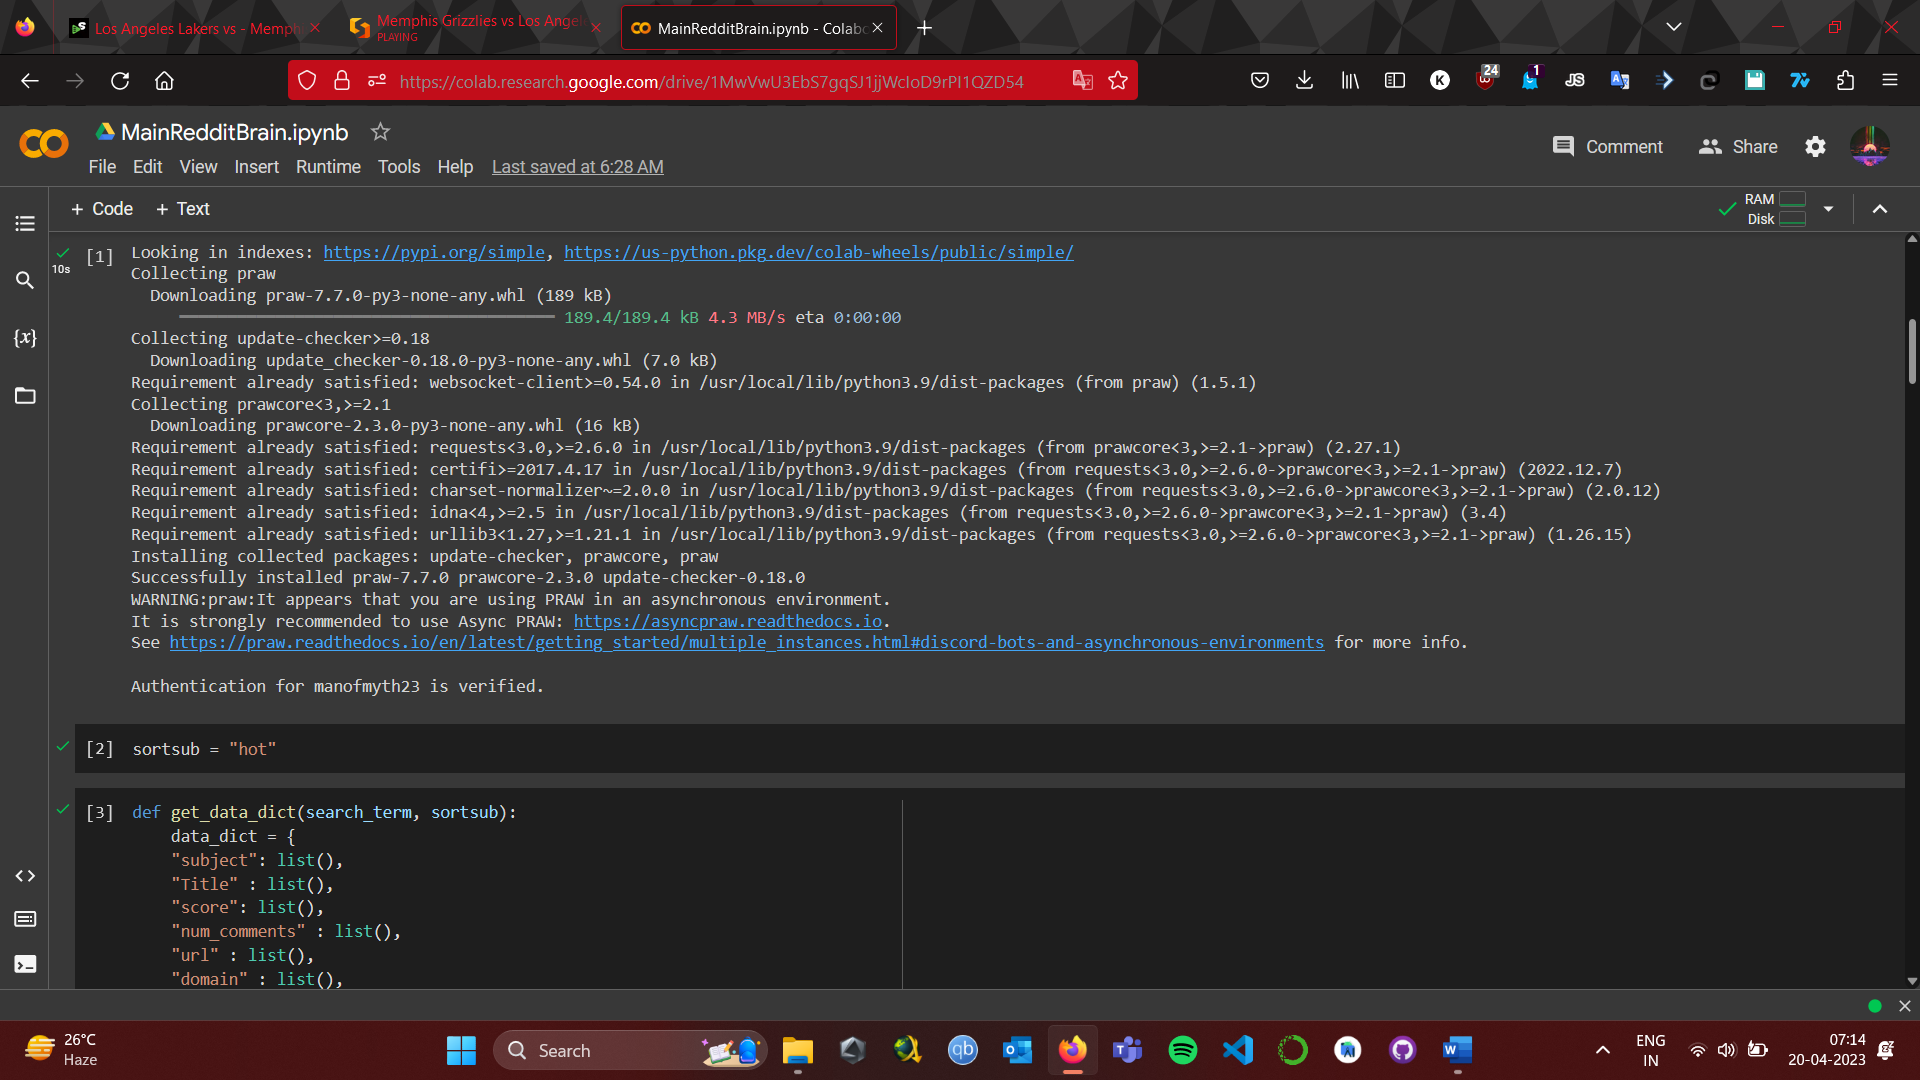 Los Angeles Lakers vs - Memph
Memphis Grizzlies vs Los Angel
PLAYING
MainRedditBrain.ipynb - Colabo
https://colab.research.google.com/drive/1MwVwU3EbS7gqSJ1jjWcIoD9rPI1QZD54
24
1
MainRedditBrain.ipynb
File Edit View Insert Runtime Tools Help Last saved at 6:28 AM
Comment
Share
+ Code + Text
RAM
Disk
10s
[1] Looking in indexes: https://pypi.org/simple, https://us-python.pkg.dev/colab-wheels/public/simple/
Collecting praw
Downloading praw-7.7.0-py3-none-any.whl (189 kB)
189.4/189.4 kB 4.3 MB/s eta 0:00:00
Collecting update-checker>=0.18
Downloading update_checker-0.18.0-py3-none-any.whl (7.0 kB)
Requirement already satisfied: websocket-client>=0.54.0 in /usr/local/lib/python3.9/dist-packages (from praw) (1.5.1)
Collecting prawcore<3,>=2.1
Downloading prawcore-2.3.0-py3-none-any.whl (16 kB)
Requirement already satisfied: requests<3.0,>=2.6.0 in /usr/local/lib/python3.9/dist-packages (from prawcore<3,>=2.1->praw) (2.27.1)
Requirement already satisfied: certifi>=2017.4.17 in /usr/local/lib/python3.9/dist-packages (from requests<3.0,>=2.6.0->prawcore<3,>=2.1->praw) (2022.12.7)
Requirement already satisfied: charset-normalizer~=2.0.0 in /usr/local/lib/python3.9/dist-packages (from requests<3.0,>=2.6.0->prawcore<3,>=2.1->praw) (2.0.12)
Requirement already satisfied: idna<4,>=2.5 in /usr/local/lib/python3.9/dist-packages (from requests<3.0,>=2.6.0->prawcore<3,>=2.1->praw) (3.4)
Requirement already satisfied: urllib3<1.27,>=1.21.1 in /usr/local/lib/python3.9/dist-packages (from requests<3.0,>=2.6.0->prawcore<3,>=2.1->praw) (1.26.15)
Installing collected packages: update-checker, prawcore, praw
Successfully installed praw-7.7.0 prawcore-2.3.0 update-checker-0.18.0
WARNING:praw:It appears that you are using PRAW in an asynchronous environment.
It is strongly recommended to use Async PRAW: https://asyncpraw.readthedocs.io.
See https://praw.readthedocs.io/en/latest/getting_started/multiple_instances.html#discord-bots-and-asynchronous-environments for more info.
Authentication for manofmyth23 is verified.
[2] sortsub = "hot"
[3] def get_data_dict(search_term, sortsub):
data_dict = {
"subject": list(),
"Title" : list(),
"score": list(),
"num_comments" : list(),
"url" : list(),
"domain" : list(),
26°C
Haze
Search
ENG
IN
07:14
20-04-2023